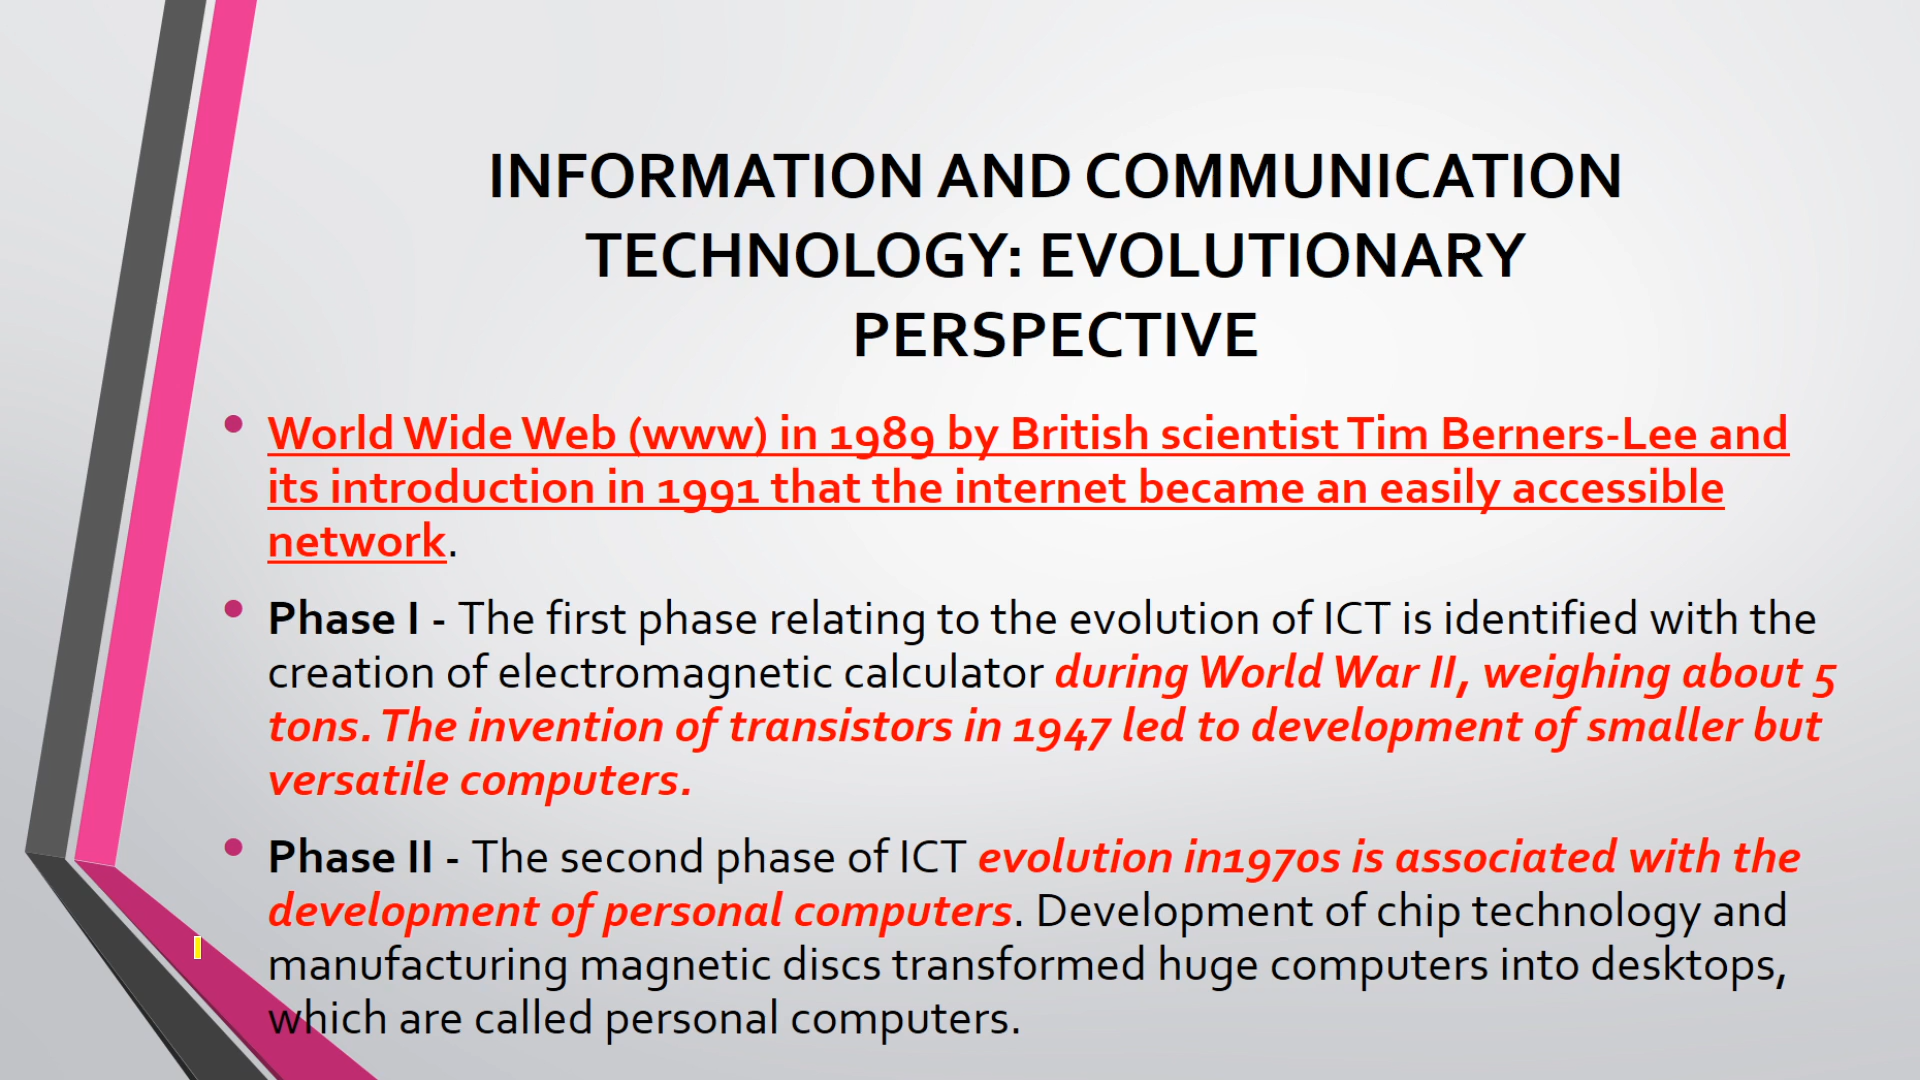 INFORMATION AND COMMUNICATION
TECHNOLOGY: EVOLUTIONARY
PERSPECTIVE
• World Wide Web (www) in 1989 by British scientist Tim Berners-Lee and
its introduction in 1991 that the internet became an easily accessible
network.
• Phase I - The first phase relating to the evolution of ICT is identified with the
creation of electromagnetic calculator during World War II, weighing about 5
tons. The invention of transistors in 1947 led to development of smaller but
versatile computers.
• Phase II - The second phase of ICT evolution in1970s is associated with the
development of personal computers. Development of chip technology and
manufacturing magnetic discs transformed huge computers into desktops,
which are called personal computers.